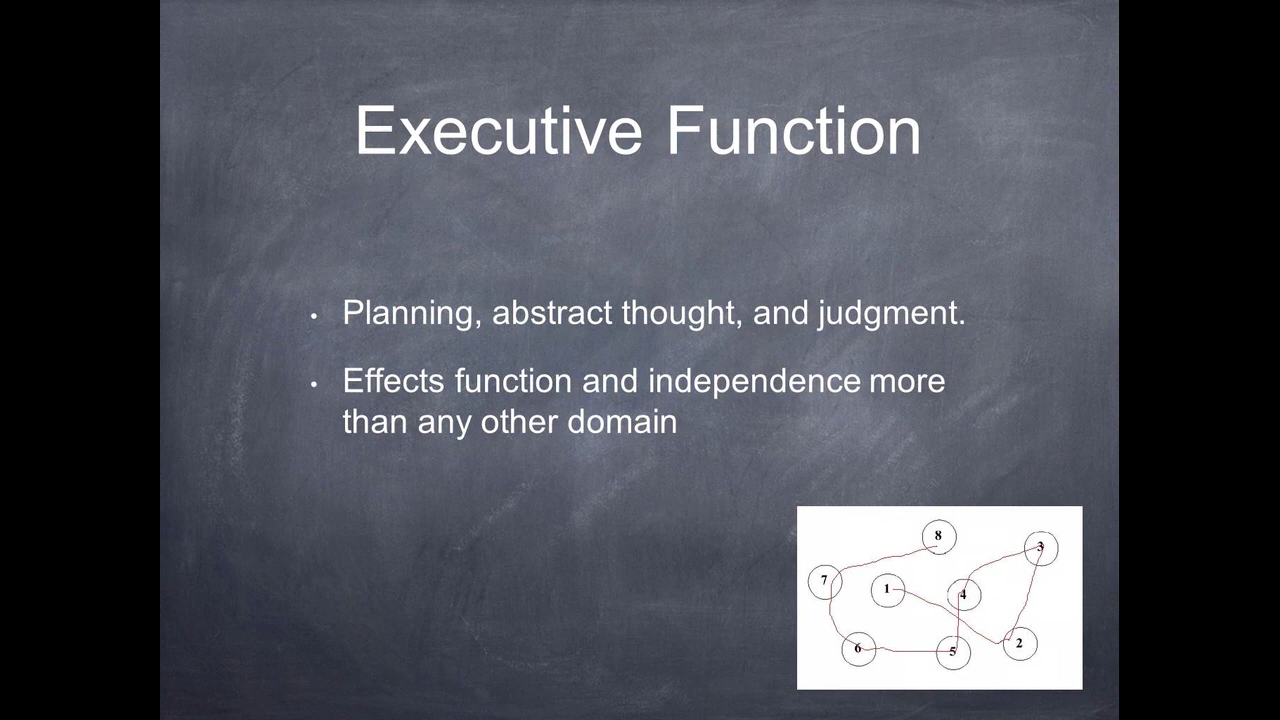 Executive Function
• Planning, abstract thought, and judgment.
• Effects function and independence more
than any other domain
8
3
7
1
4
2
6
5